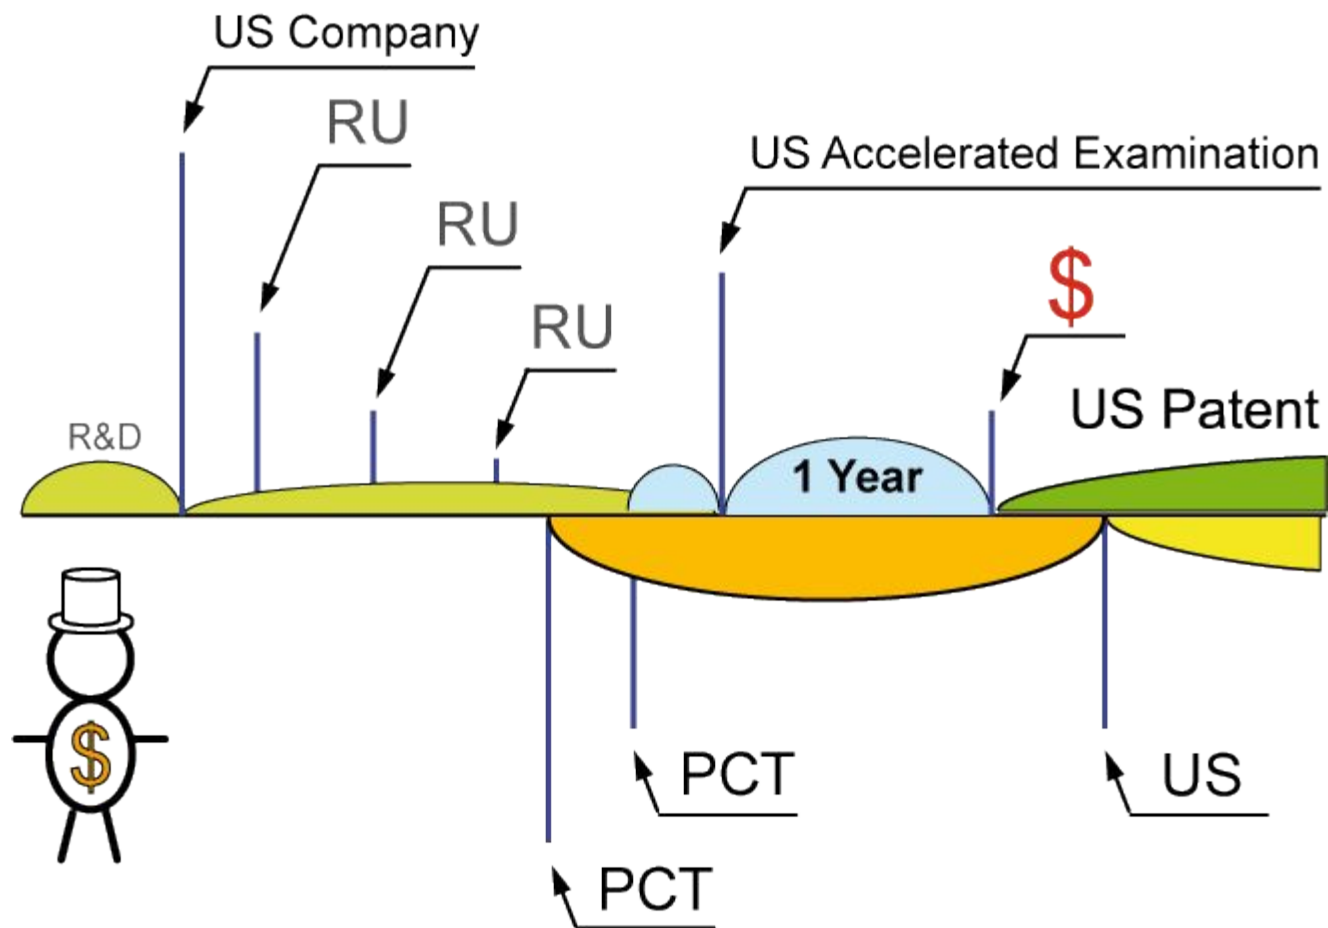 US Company
RU
US Accelerated Examination
RU
$
RU
US Patent
R&D
1 Year
$
PCT
US
PCT